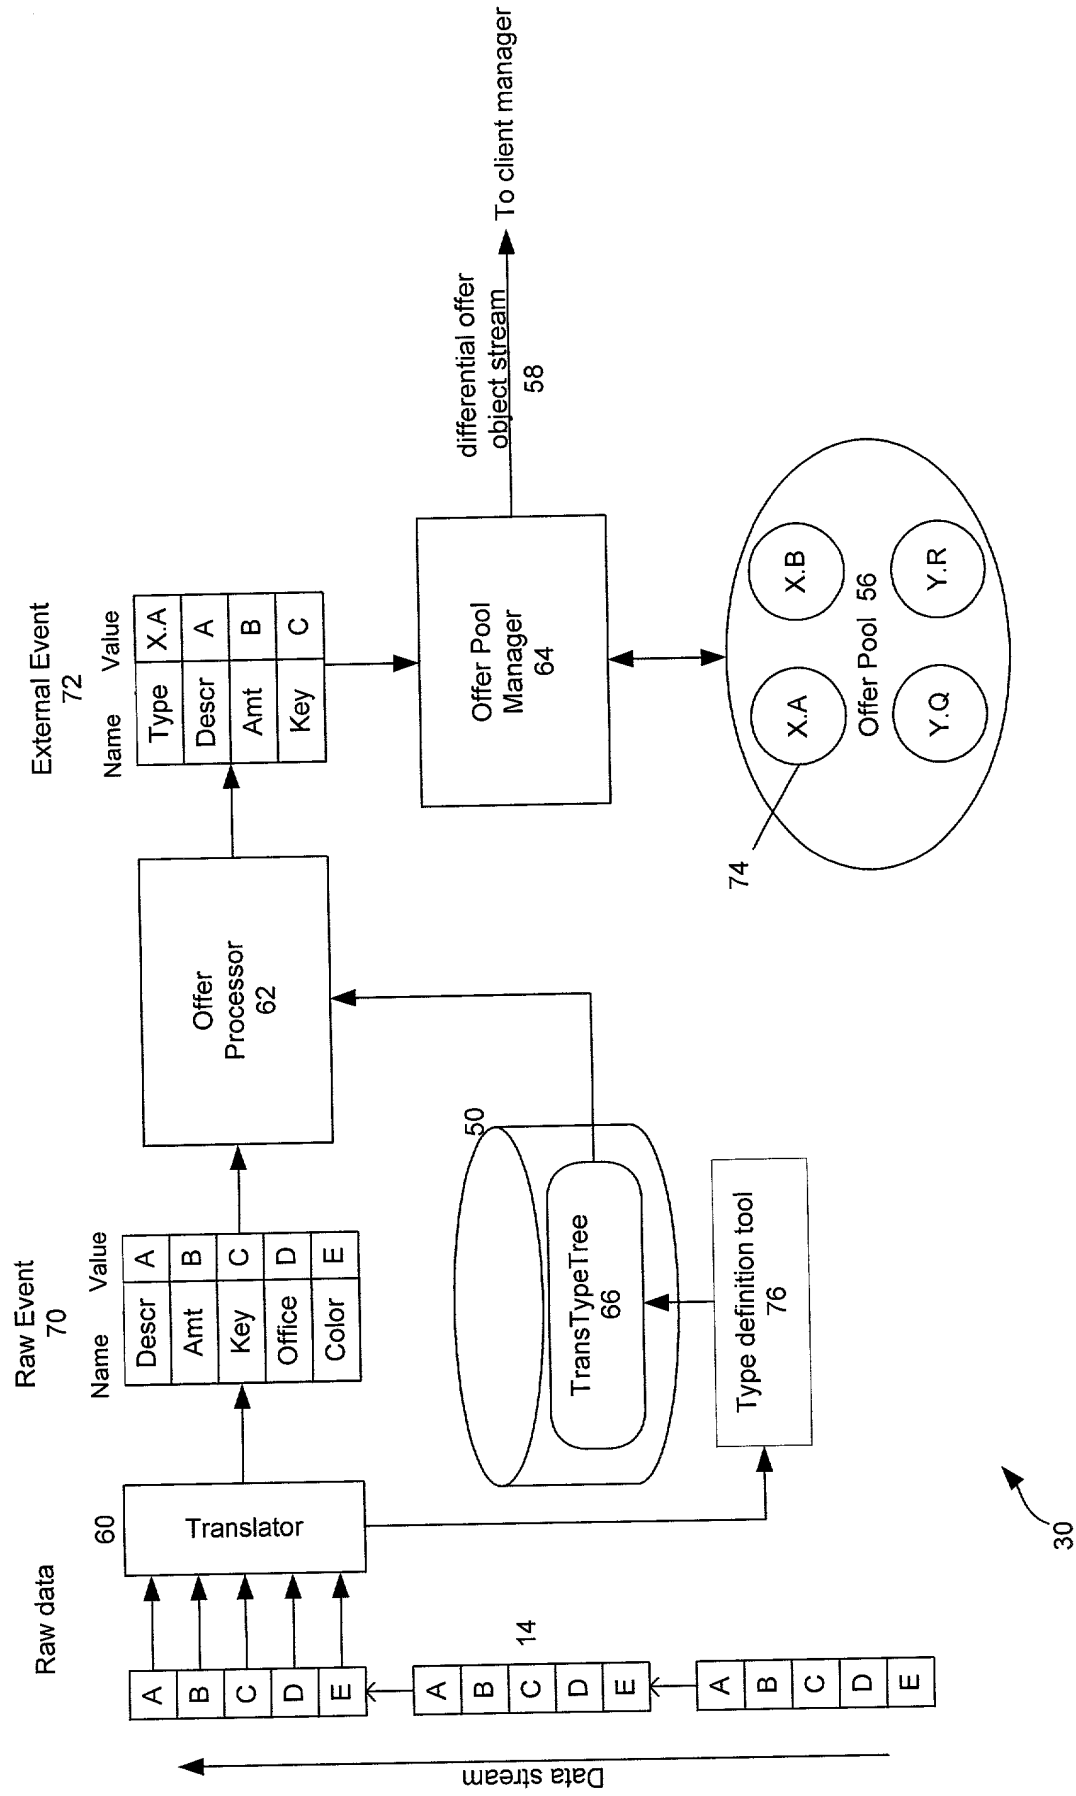 Raw data
Data stream
A
B
C
D
E
A
B
C
D
E
14
A
B
C
D
E
60
Translator
Raw Event
70
Name Value
Descr A
Amt B
Key C
Office D
Color E
Offer
Processor
62
External Event
72
Name Value
Type X.A
Descr A
Amt B
Key C
50
TransTypeTree
66
Type definition tool
76
Offer Pool
Manager
64
differential offer
object stream
58
To client manager
74
X.A
X.B
Offer Pool 56
Y.Q
Y.R
30